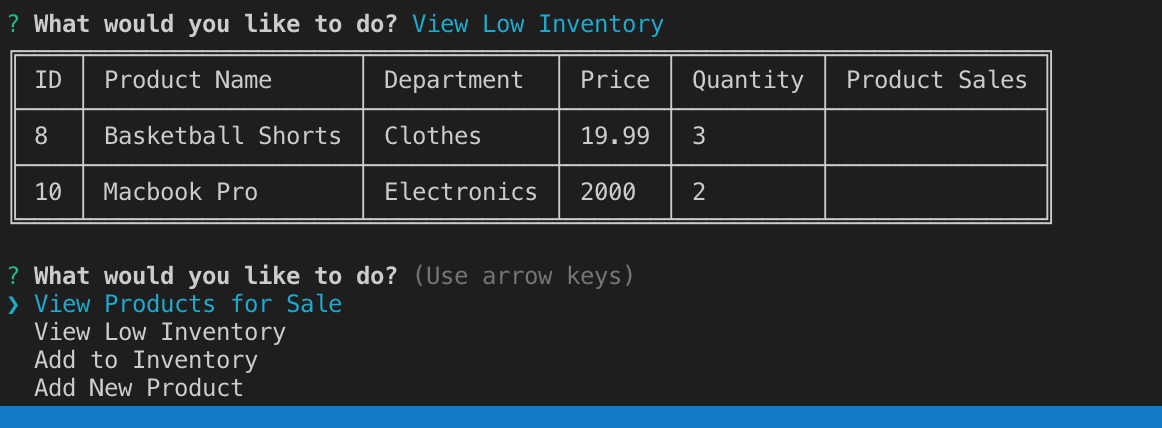 ? What would you like to do? View Low Inventory
ID Product Name Department Price Quantity Product Sales
8 Basketball Shorts Clothes 19.99 3
10 Macbook Pro Electronics 2000 2
? What would you like to do? (Use arrow keys)
❯ View Products for Sale
View Low Inventory
Add to Inventory
Add New Product